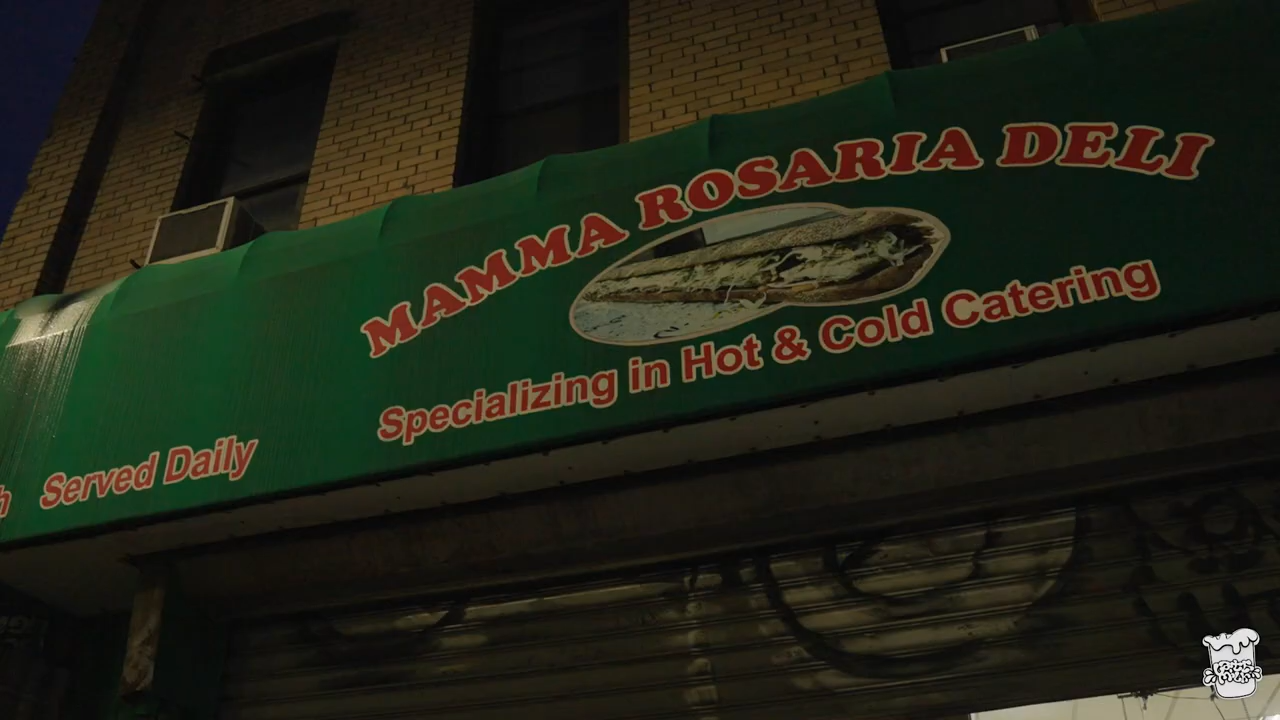 MAMMA ROSARIA DELI
Specializing in Hot & Cold Catering
Served Daily